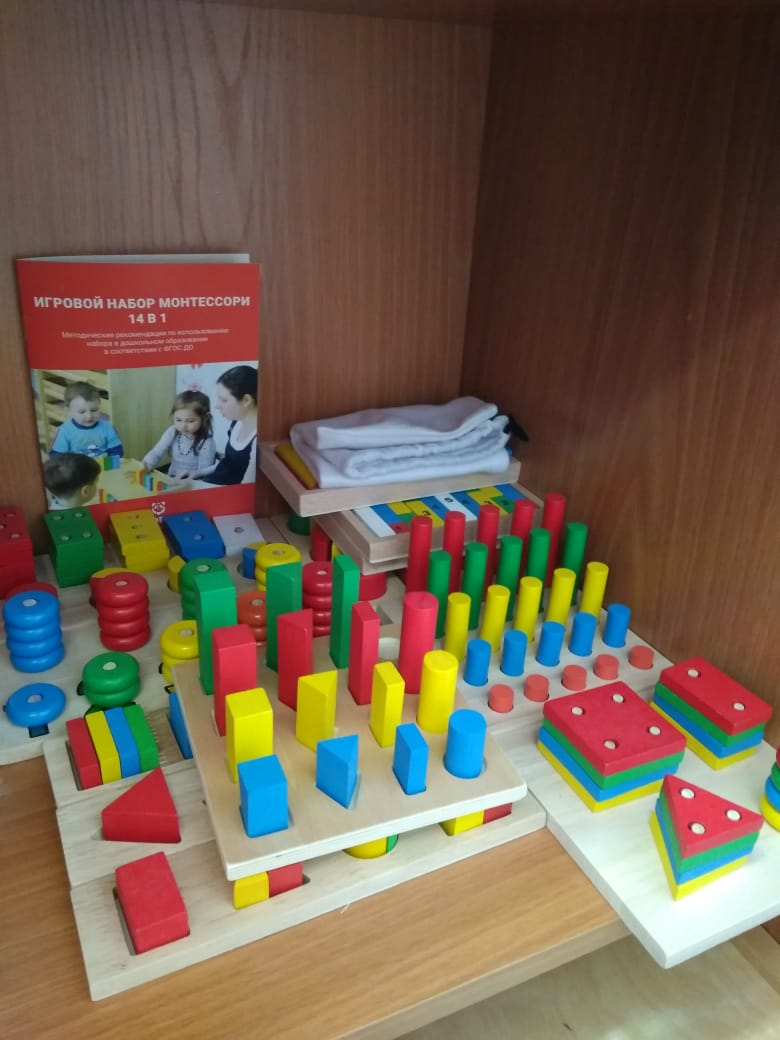 ИГРОВОЙ НАБОР МОНТЕССОРИ
14 В 1
Методические рекомендации по использованию
набора в дошкольном образовании
в соответствии с ФГОС ДО